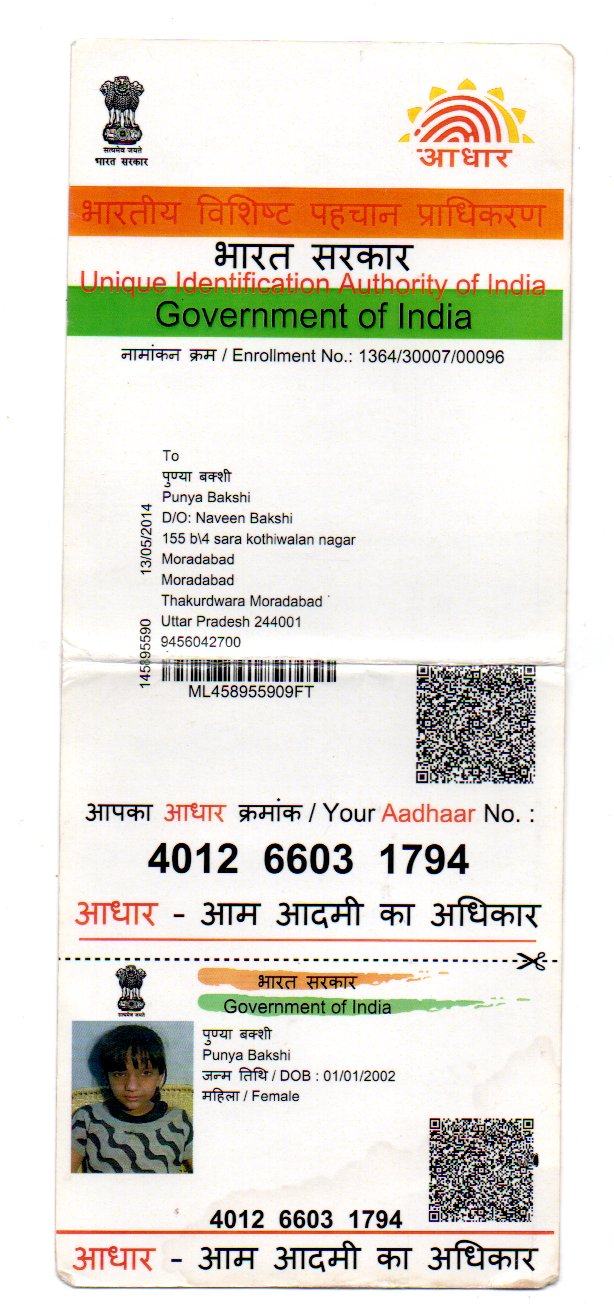 सत्यमेव जयते
भारत सरकार
आधार
भारतीय विशिष्ट पहचान प्राधिकरण
भारत सरकार
Unique Identification Authority of India
Government of India
नामांकन क्रम / Enrollment No.: 1364/30007/00096
To
पुण्या बक्शी
Punya Bakshi
D/O: Naveen Bakshi
155 b\4 sara kothiwalan nagar
Moradabad
Moradabad
Thakurdwara Moradabad
Uttar Pradesh 244001
9456042700
13/05/2014
145895590
ML458955909FT
आपका आधार क्रमांक / Your Aadhaar No. :
4012 6603 1794
आधार - आम आदमी का अधिकार
सत्यमेव जयते
भारत सरकार
Government of India
पुण्या बक्शी
Punya Bakshi
जन्म तिथि / DOB : 01/01/2002
महिला / Female
4012 6603 1794
आधार - आम आदमी का अधिकार